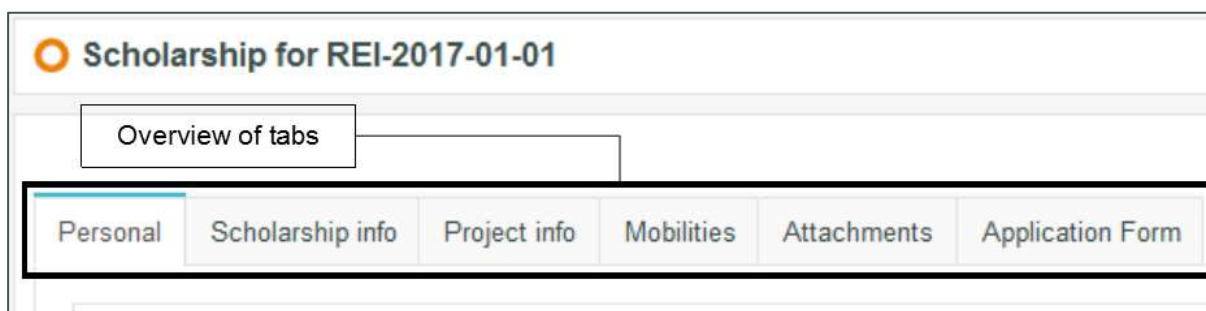 Scholarship for REI-2017-01-01
Overview of tabs
Personal Scholarship info Project info Mobilities Attachments Application Form